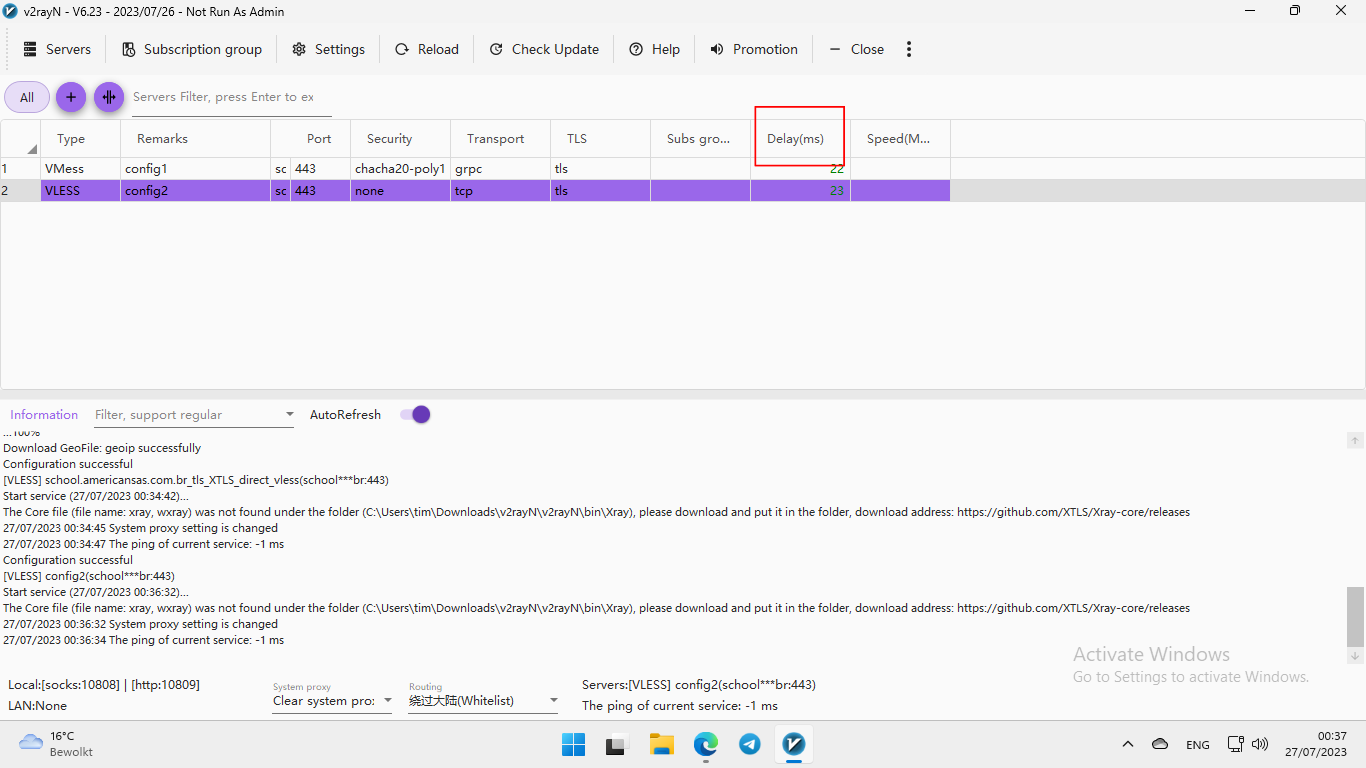 v2rayN - V6.23 - 2023/07/26 - Not Run As Admin
Servers Subscription group Settings Reload Check Update Help Promotion Close
All Servers Filter, press Enter to ex
Type Remarks Port Security Transport TLS Subs gro... Delay(ms) Speed(M...
1 VMess config1 sc 443 chacha20-poly1 grpc tls 22
2 VLESS config2 sc 443 none tcp tls 23
Information Filter, support regular AutoRefresh
...100%
Download GeoFile: geoip successfully
Configuration successful
[VLESS] school.americansas.com.br_tls_XTLS_direct_vless(school***br:443)
Start service (27/07/2023 00:34:42)...
The Core file (file name: xray, wxray) was not found under the folder (C:\Users\tim\Downloads\v2rayN\v2rayN\bin\Xray), please download and put it in the folder, download address: https://github.com/XTLS/Xray-core/releases
27/07/2023 00:34:45 System proxy setting is changed
27/07/2023 00:34:47 The ping of current service: -1 ms
Configuration successful
[VLESS] config2(school***br:443)
Start service (27/07/2023 00:36:32)...
The Core file (file name: xray, wxray) was not found under the folder (C:\Users\tim\Downloads\v2rayN\v2rayN\bin\Xray), please download and put it in the folder, download address: https://github.com/XTLS/Xray-core/releases
27/07/2023 00:36:32 System proxy setting is changed
27/07/2023 00:36:34 The ping of current service: -1 ms
Activate Windows
Go to Settings to activate Windows.
Local:[socks:10808] | [http:10809]
LAN:None
System proxy
Clear system pro:
Routing
绕过大陆(Whitelist)
Servers:[VLESS] config2(school***br:443)
The ping of current service: -1 ms
16°C
Bewolkt
ENG
00:37
27/07/2023